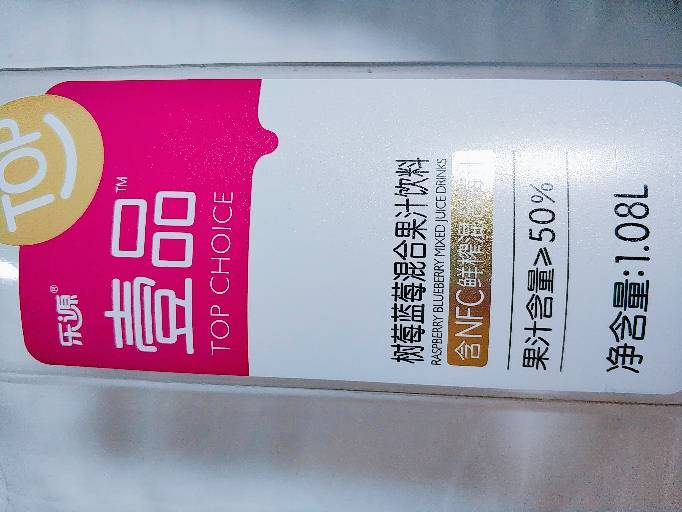 TOP
乐源®
壹品™
TOP CHOICE
树莓蓝莓混合果汁饮料
RASPBERRY BLUEBERRY MIXED JUICE DRINKS
含NFC鲜榨
果汁含量≥50%
净含量:1.08L